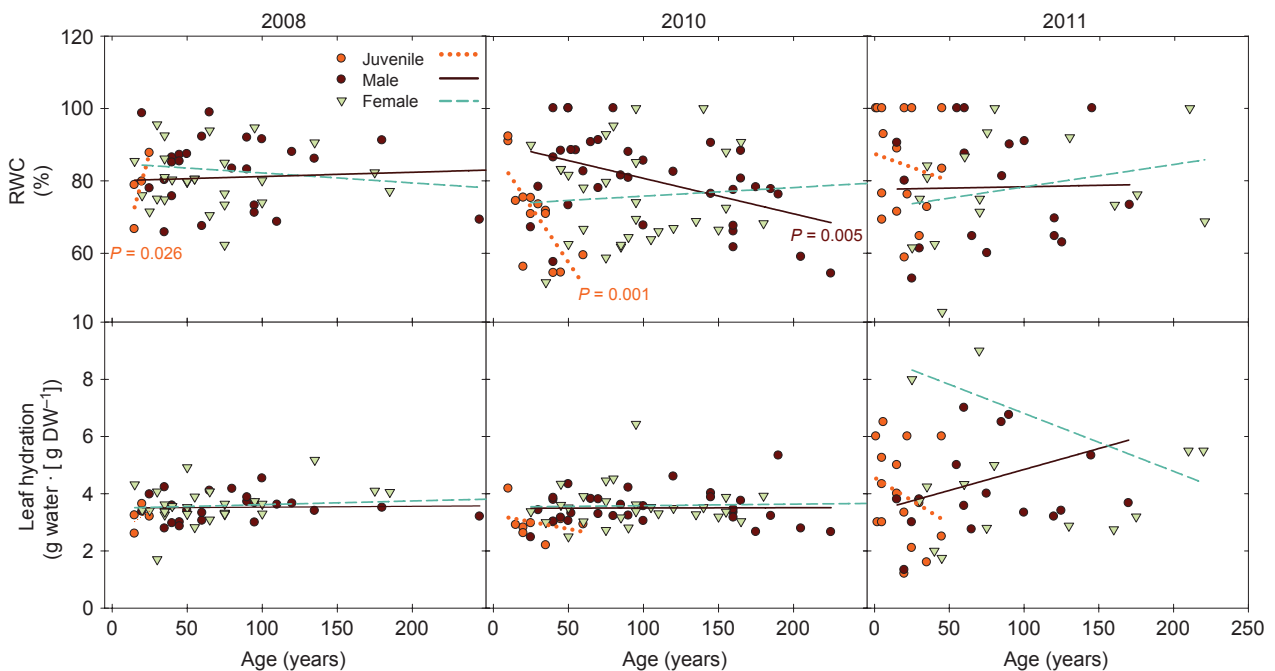 2008 2010 2011
120
100
80
60
10
8
6
4
2
0
RWC
(%)
Juvenile
Male
Female
P = 0.026
P = 0.001
P = 0.005
Leaf hydration
(g water · [ g DW⁻¹])
0 50 100 150 200 0 50 100 150 200 0 50 100 150 200 250
Age (years) Age (years) Age (years)